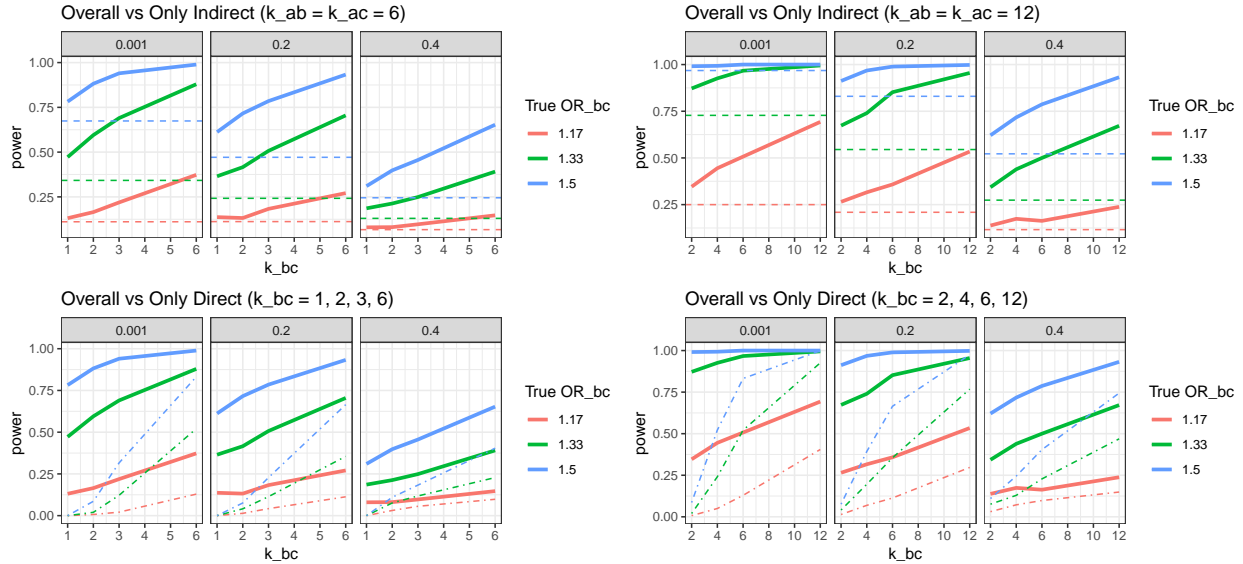 Overall vs Only Indirect (k_ab = k_ac = 6)
0.001 0.2 0.4
1.00
0.75
0.50
0.25
power
1 2 3 4 5 6 1 2 3 4 5 6 1 2 3 4 5 6
k_bc
True OR_bc
1.17
1.33
1.5
Overall vs Only Indirect (k_ab = k_ac = 12)
0.001 0.2 0.4
1.00
0.75
0.50
0.25
power
2 4 6 8 10 12 2 4 6 8 10 12 2 4 6 8 10 12
k_bc
True OR_bc
1.17
1.33
1.5
Overall vs Only Direct (k_bc = 1, 2, 3, 6)
0.001 0.2 0.4
1.00
0.75
0.50
0.25
0.00
power
1 2 3 4 5 6 1 2 3 4 5 6 1 2 3 4 5 6
k_bc
True OR_bc
1.17
1.33
1.5
Overall vs Only Direct (k_bc = 2, 4, 6, 12)
0.001 0.2 0.4
1.00
0.75
0.50
0.25
0.00
power
2 4 6 8 10 12 2 4 6 8 10 12 2 4 6 8 10 12
k_bc
True OR_bc
1.17
1.33
1.5